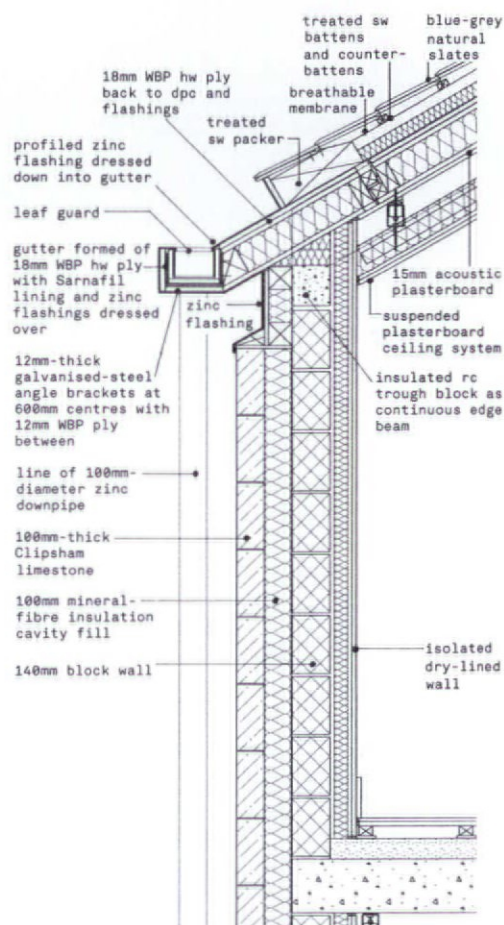 treated sw
battens
and counter-
battens
blue-grey
natural
slates
18mm WBP hw ply
back to dpc and
flashings
breathable
membrane
treated
sw packer
profiled zinc
flashing dressed
down into gutter
leaf guard
gutter formed of
18mm WBP hw ply
with Sarnafil
lining and zinc
flashings dressed
over
zinc
flashing
15mm acoustic
plasterboard
suspended
plasterboard
ceiling system
12mm-thick
galvanised-steel
angle brackets at
600mm centres with
12mm WBP ply
between
insulated rc
trough block as
continuous edge
beam
line of 100mm-
diameter zinc
downpipe
100mm-thick
Clipsham
limestone
100mm mineral-
fibre insulation
cavity fill
140mm block wall
isolated
dry-lined
wall